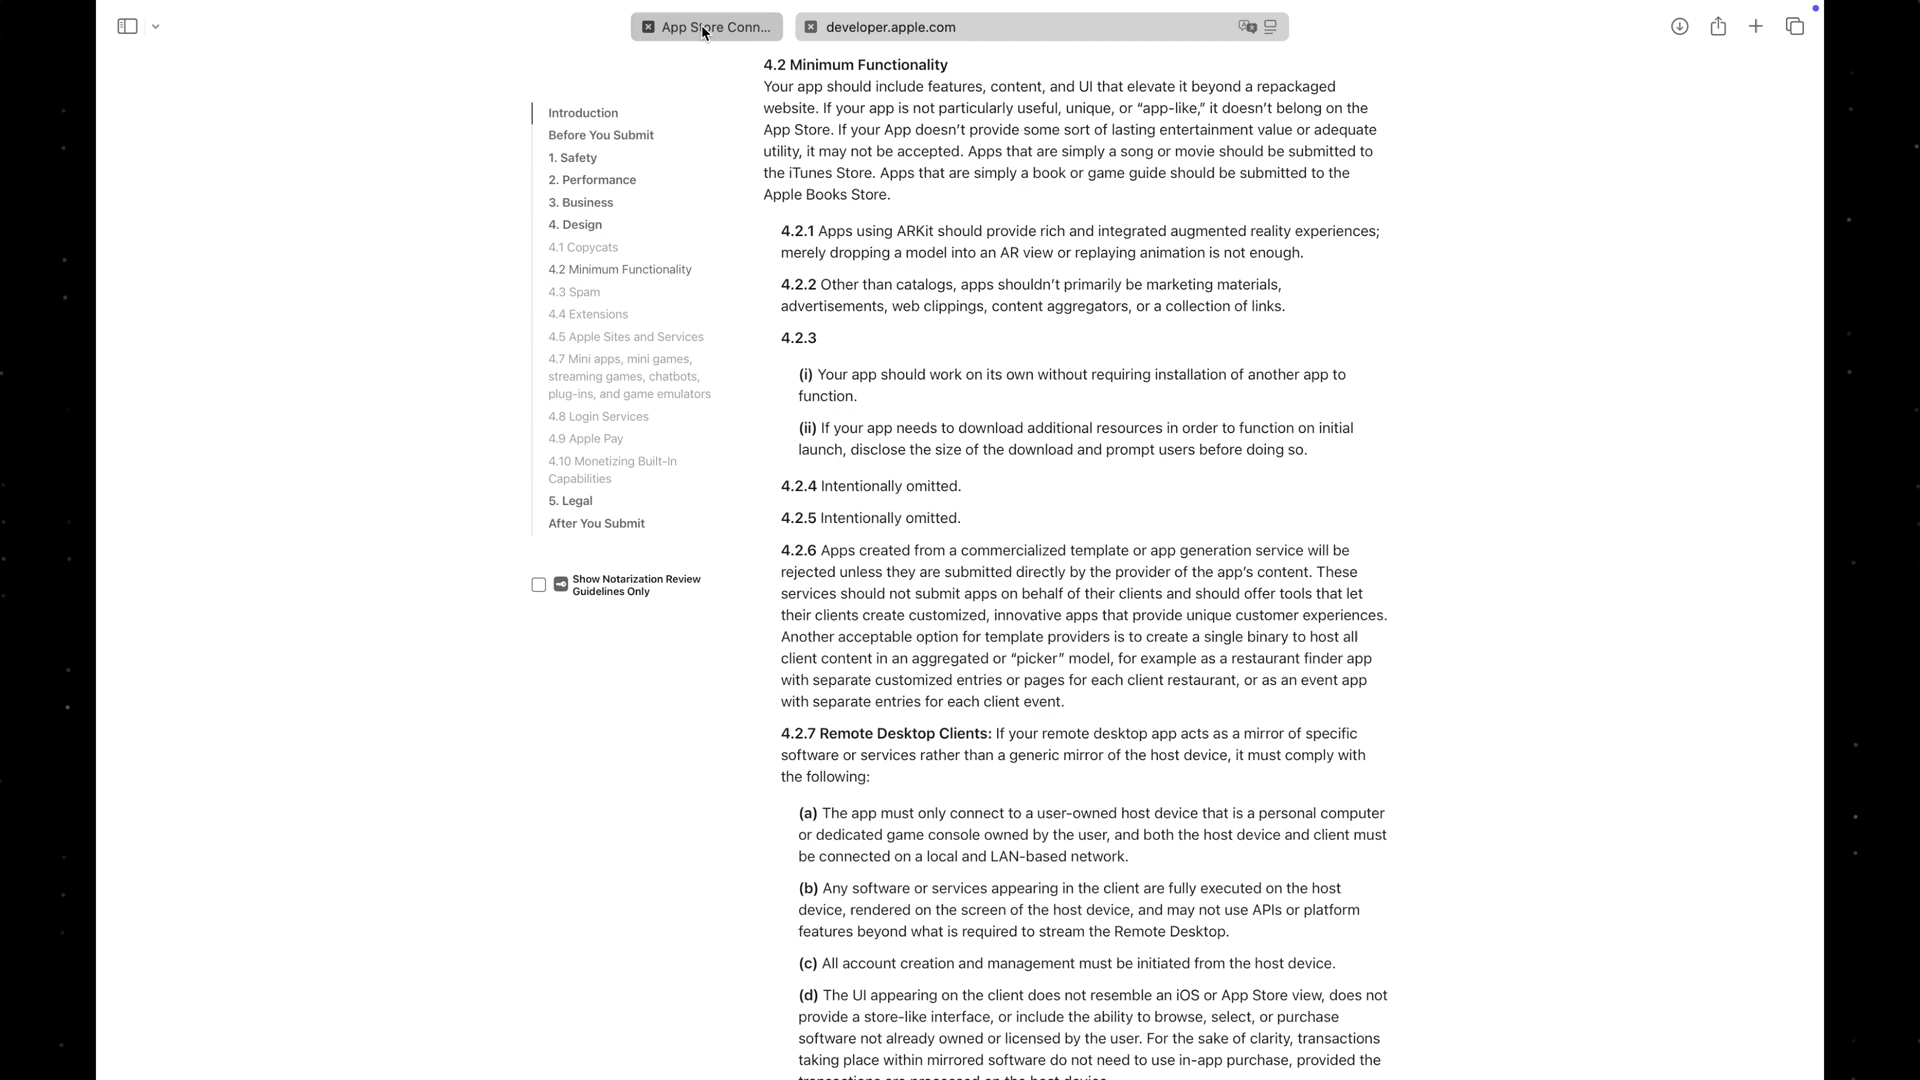 App Store Conn...
developer.apple.com
Introduction
Before You Submit
1. Safety
2. Performance
3. Business
4. Design
4.1 Copycats
4.2 Minimum Functionality
4.3 Spam
4.4 Extensions
4.5 Apple Sites and Services
4.7 Mini apps, mini games,
streaming games, chatbots,
plug-ins, and game emulators
4.8 Login Services
4.9 Apple Pay
4.10 Monetizing Built-In
Capabilities
5. Legal
After You Submit
Show Notarization Review
Guidelines Only
4.2 Minimum Functionality
Your app should include features, content, and UI that elevate it beyond a repackaged
website. If your app is not particularly useful, unique, or “app-like,” it doesn’t belong on the
App Store. If your App doesn’t provide some sort of lasting entertainment value or adequate
utility, it may not be accepted. Apps that are simply a song or movie should be submitted to
the iTunes Store. Apps that are simply a book or game guide should be submitted to the
Apple Books Store.
4.2.1 Apps using ARKit should provide rich and integrated augmented reality experiences;
merely dropping a model into an AR view or replaying animation is not enough.
4.2.2 Other than catalogs, apps shouldn’t primarily be marketing materials,
advertisements, web clippings, content aggregators, or a collection of links.
4.2.3
(i) Your app should work on its own without requiring installation of another app to
function.
(ii) If your app needs to download additional resources in order to function on initial
launch, disclose the size of the download and prompt users before doing so.
4.2.4 Intentionally omitted.
4.2.5 Intentionally omitted.
4.2.6 Apps created from a commercialized template or app generation service will be
rejected unless they are submitted directly by the provider of the app’s content. These
services should not submit apps on behalf of their clients and should offer tools that let
their clients create customized, innovative apps that provide unique customer experiences.
Another acceptable option for template providers is to create a single binary to host all
client content in an aggregated or “picker” model, for example as a restaurant finder app
with separate customized entries or pages for each client restaurant, or as an event app
with separate entries for each client event.
4.2.7 Remote Desktop Clients: If your remote desktop app acts as a mirror of specific
software or services rather than a generic mirror of the host device, it must comply with
the following:
(a) The app must only connect to a user-owned host device that is a personal computer
or dedicated game console owned by the user, and both the host device and client must
be connected on a local and LAN-based network.
(b) Any software or services appearing in the client are fully executed on the host
device, rendered on the screen of the host device, and may not use APIs or platform
features beyond what is required to stream the Remote Desktop.
(c) All account creation and management must be initiated from the host device.
(d) The UI appearing on the client does not resemble an iOS or App Store view, does not
provide a store-like interface, or include the ability to browse, select, or purchase
software not already owned or licensed by the user. For the sake of clarity, transactions
taking place within mirrored software do not need to use in-app purchase, provided the
transactions are processed on the host device.